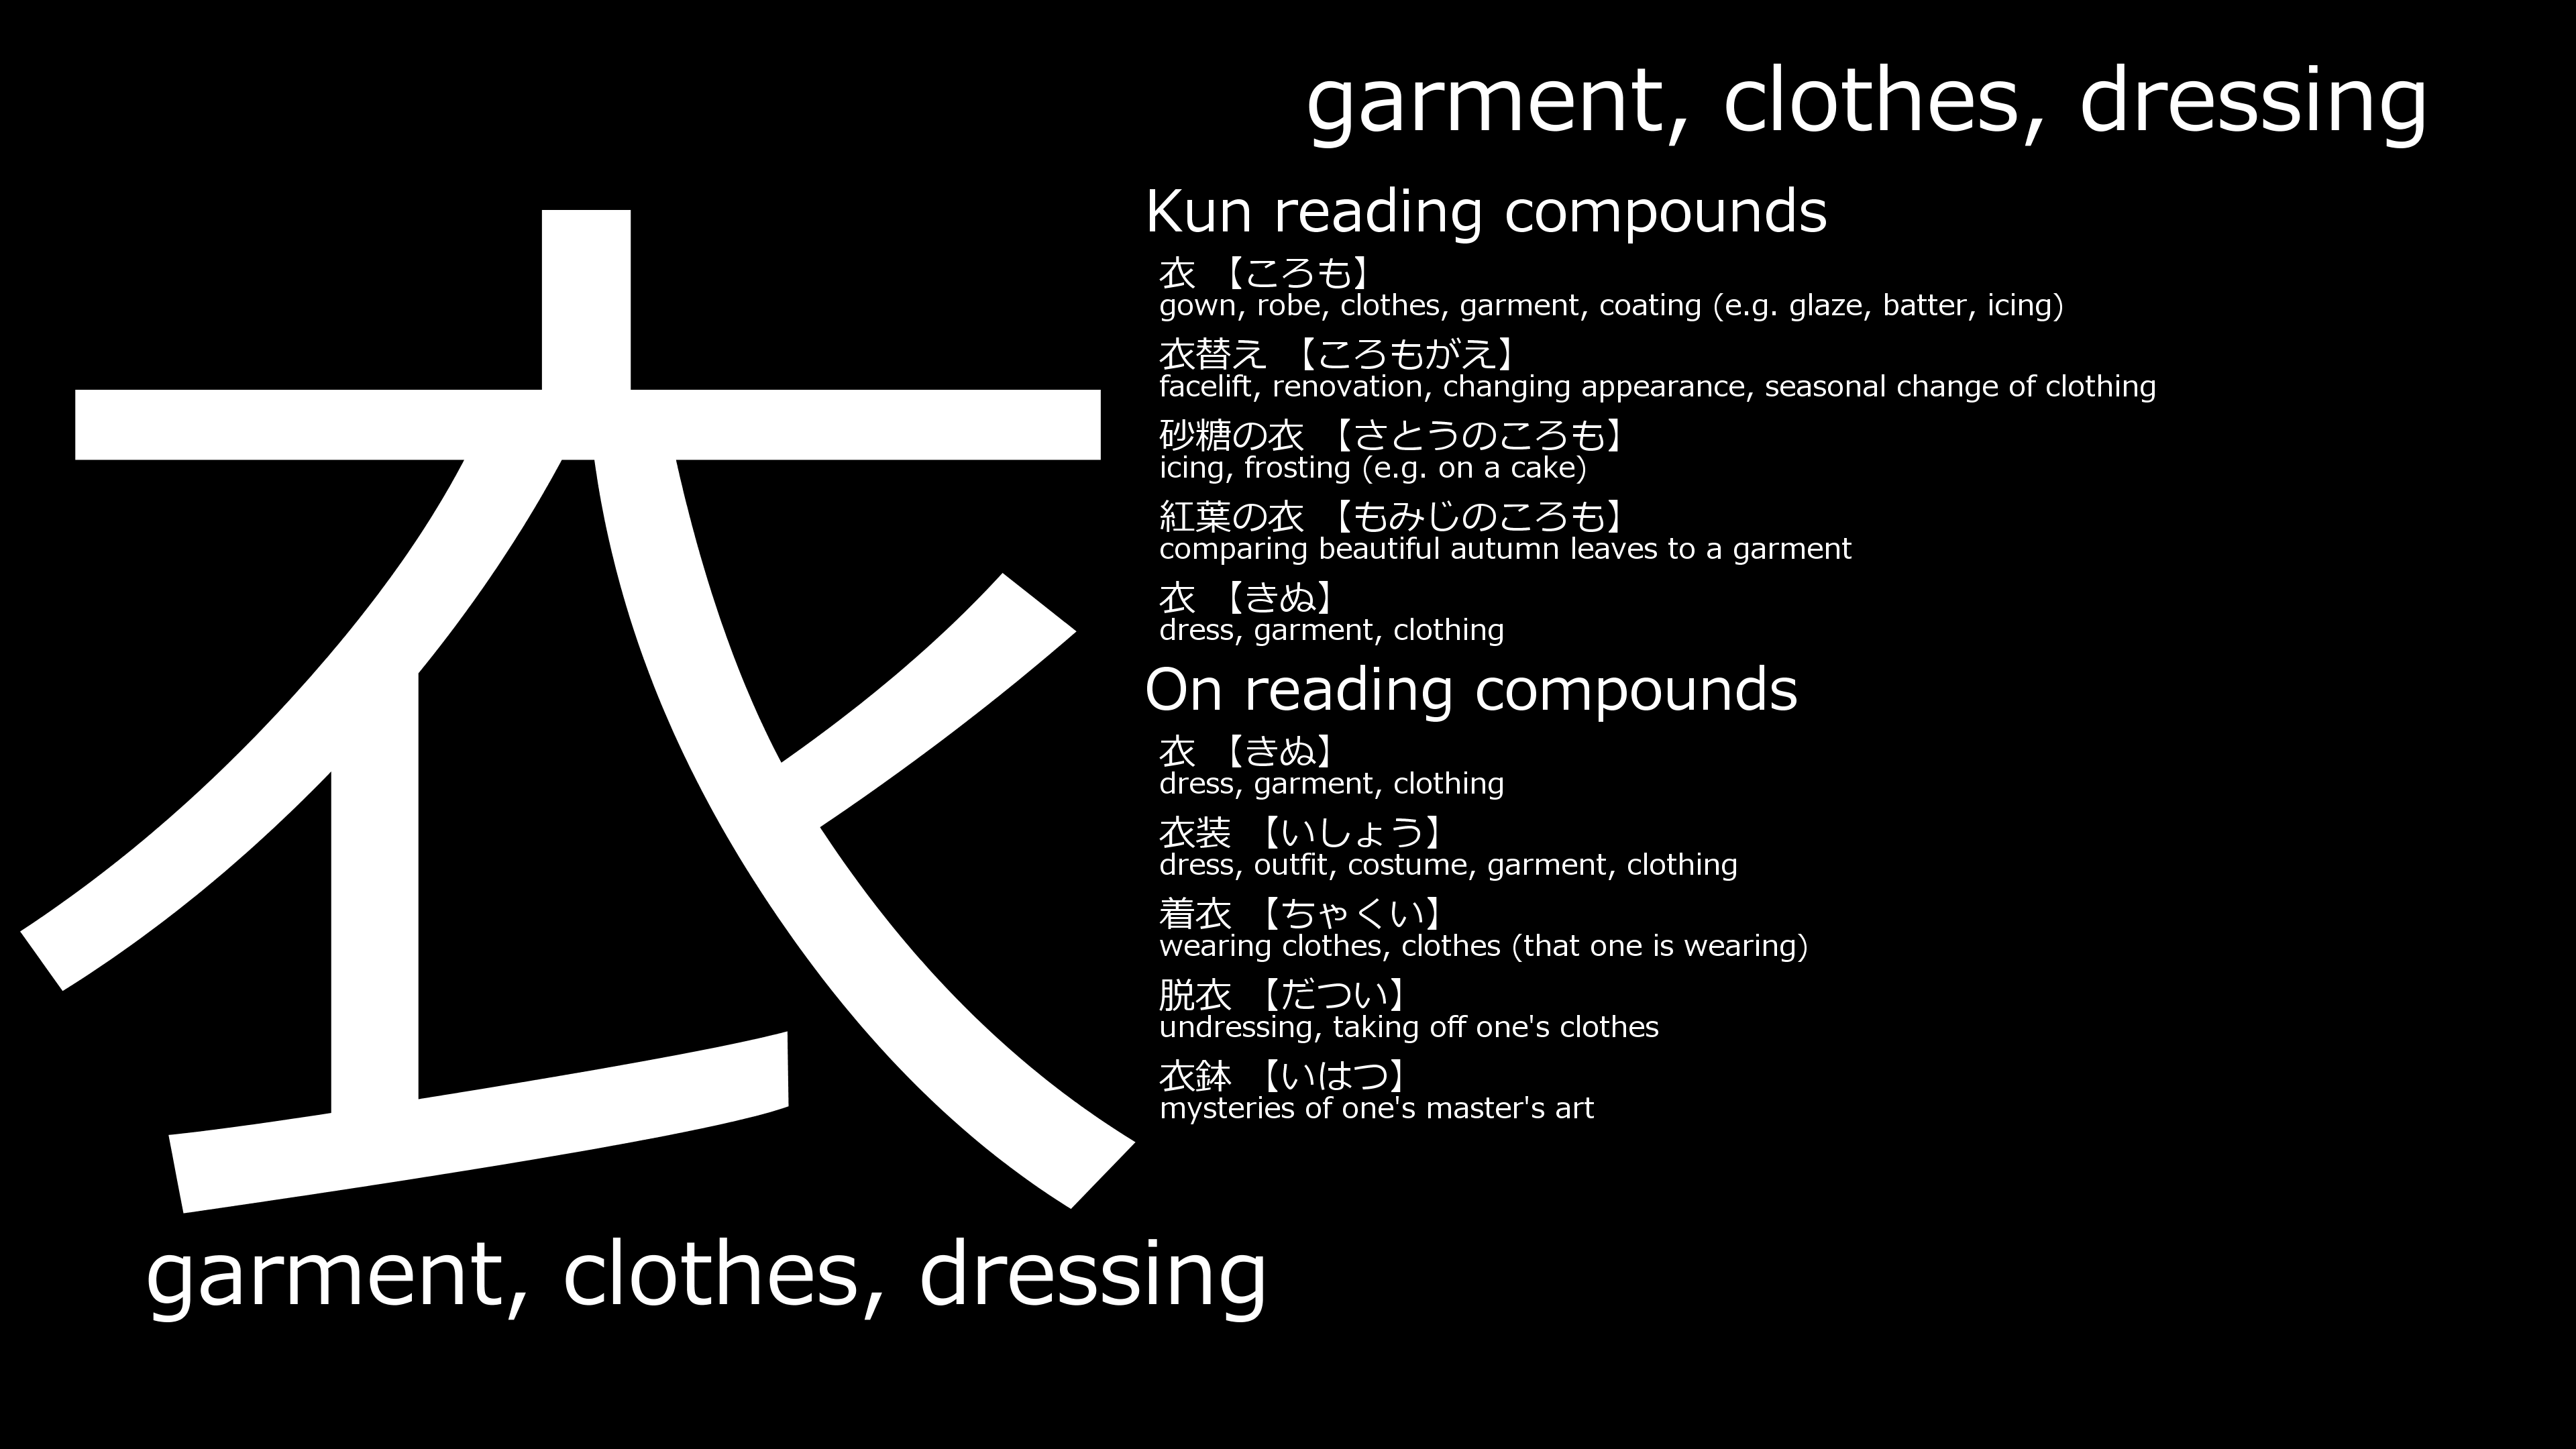 garment, clothes, dressing
衣
Kun reading compounds
衣 【ころも】
gown, robe, clothes, garment, coating (e.g. glaze, batter, icing)
衣替え 【ころもがえ】
facelift, renovation, changing appearance, seasonal change of clothing
砂糖の衣 【さとうのころも】
icing, frosting (e.g. on a cake)
紅葉の衣 【もみじのころも】
comparing beautiful autumn leaves to a garment
衣 【きぬ】
dress, garment, clothing
On reading compounds
衣 【きぬ】
dress, garment, clothing
衣装 【いしょう】
dress, outfit, costume, garment, clothing
着衣 【ちゃくい】
wearing clothes, clothes (that one is wearing)
脱衣 【だつい】
undressing, taking off one's clothes
衣鉢 【いはつ】
mysteries of one's master's art
garment, clothes, dressing